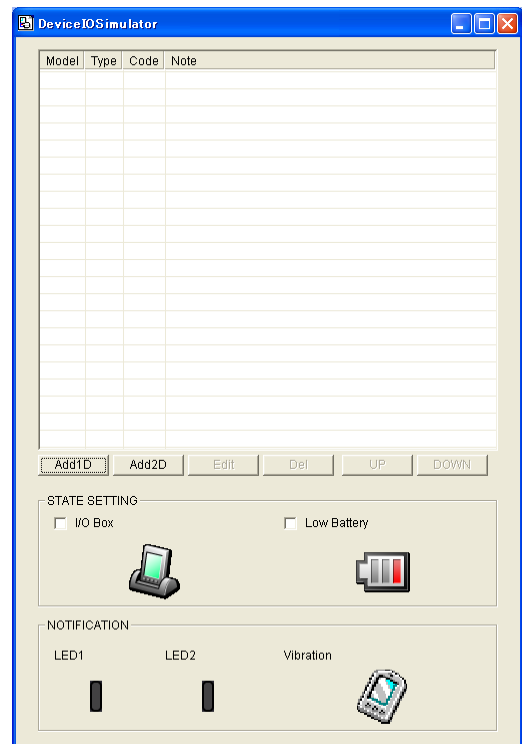 DeviceIOSimulator
Model Type Code Note
Add1D Add2D Edit Del UP DOWN
STATE SETTING
I/O Box Low Battery
NOTIFICATION
LED1 LED2 Vibration